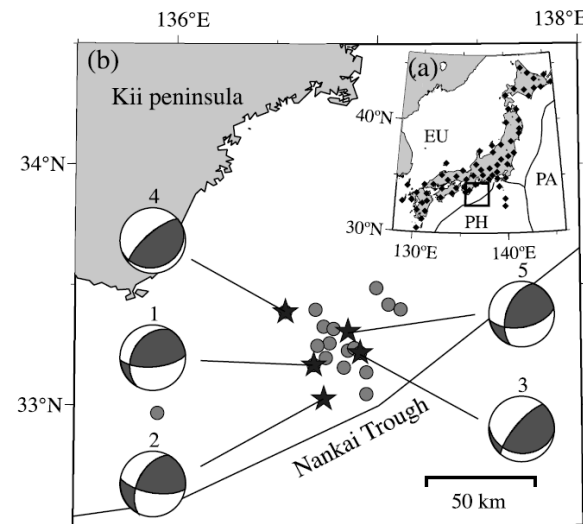 136°E
138°E
(b)
Kii peninsula
(a)
40°N
EU
PA
PH
30°N
130°E
140°E
34°N
4
5
1
33°N
2
3
Nankai Trough
50 km